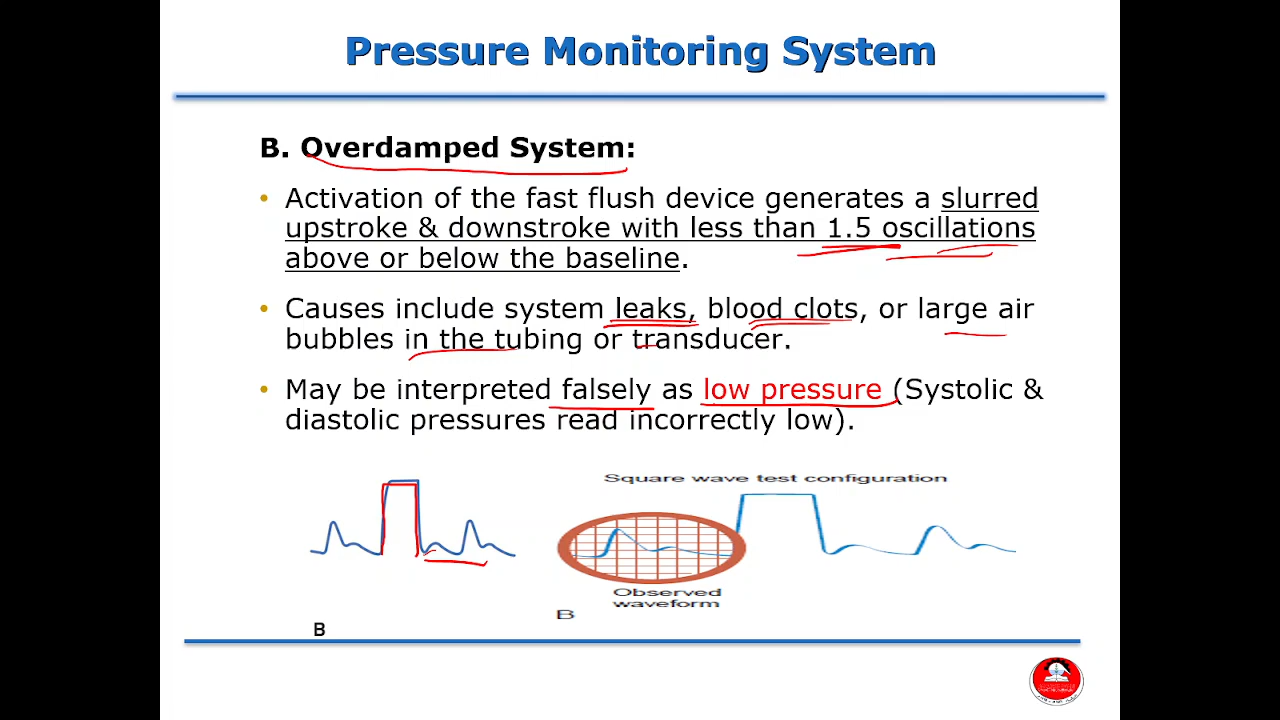 Pressure Monitoring System
B. Overdamped System:
• Activation of the fast flush device generates a slurred
upstroke & downstroke with less than 1.5 oscillations
above or below the baseline.
• Causes include system leaks, blood clots, or large air
bubbles in the tubing or transducer.
• May be interpreted falsely as low pressure (Systolic &
diastolic pressures read incorrectly low).
Square wave test configuration
Observed
waveform
B
B